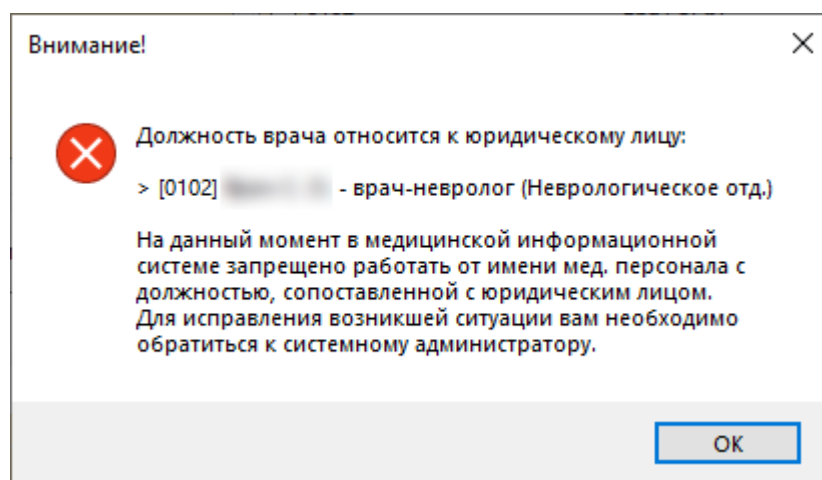 Внимание!
Должность врача относится к юридическому лицу:
> [0102] - врач-невролог (Неврологическое отд.)
На данный момент в медицинской информационной
системе запрещено работать от имени мед. персонала с
должностью, сопоставленной с юридическим лицом.
Для исправления возникшей ситуации вам необходимо
обратиться к системному администратору.
ОК